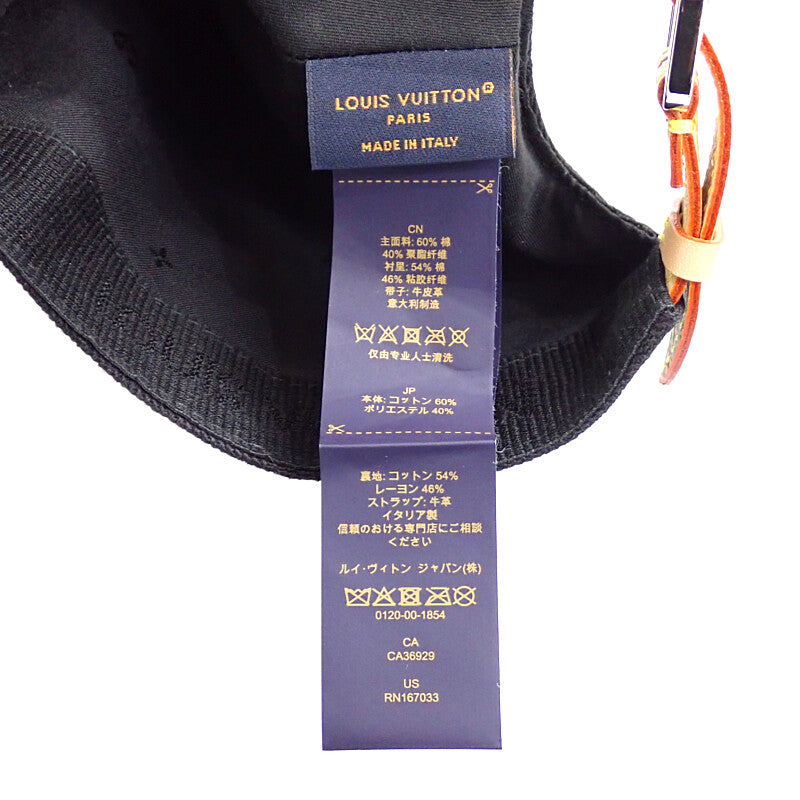 LOUIS VUITTON®
PARIS
MADE IN ITALY
CN
主面料: 60% 棉
40% 聚酯纤维
衬里: 54% 棉
46% 粘胶纤维
带子: 牛皮革
意大利制造
仅由专业人士清洗
JP
本体: コットン 60%
ポリエステル 40%
裏地: コットン 54%
レーヨン 46%
ストラップ: 牛革
イタリア製
信頼のおける専門店にご相談
ください
ルイ・ヴィトン ジャパン(株)
0120-00-1854
CA
CA36929
US
RN167033